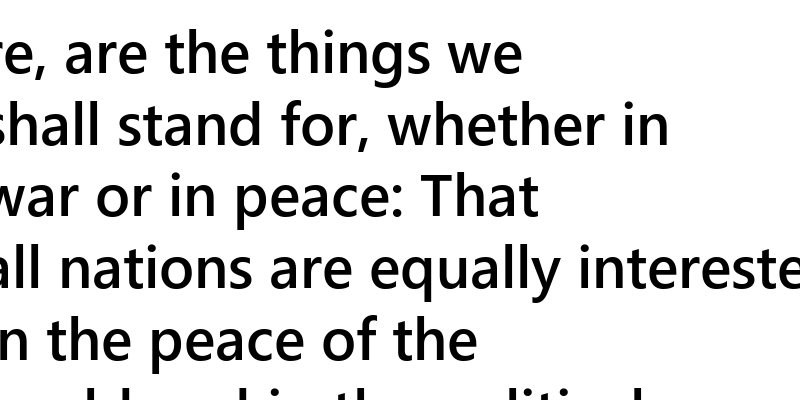 re, are the things we
shall stand for, whether in
war or in peace: That
all nations are equally intereste
n the peace of the